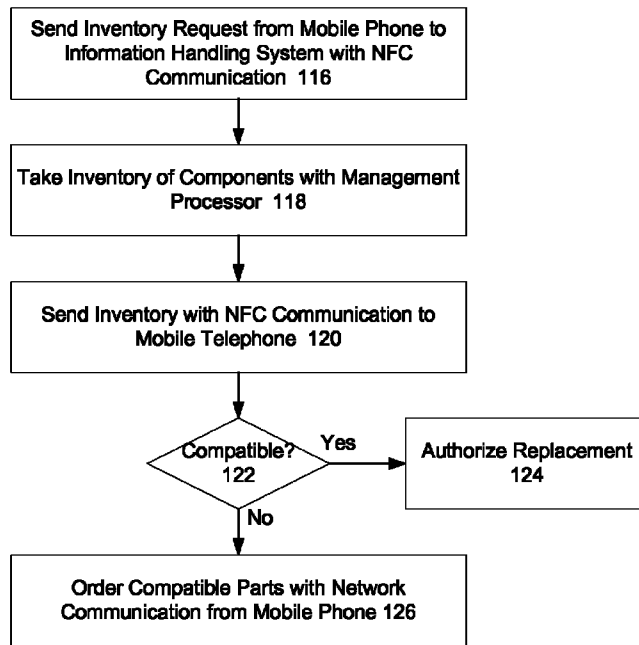 Send Inventory Request from Mobile Phone to
Information Handling System with NFC
Communication 116
Take Inventory of Components with Management
Processor 118
Send Inventory with NFC Communication to
Mobile Telephone 120
Compatible?
122
Yes
Authorize Replacement
124
No
Order Compatible Parts with Network
Communication from Mobile Phone 126